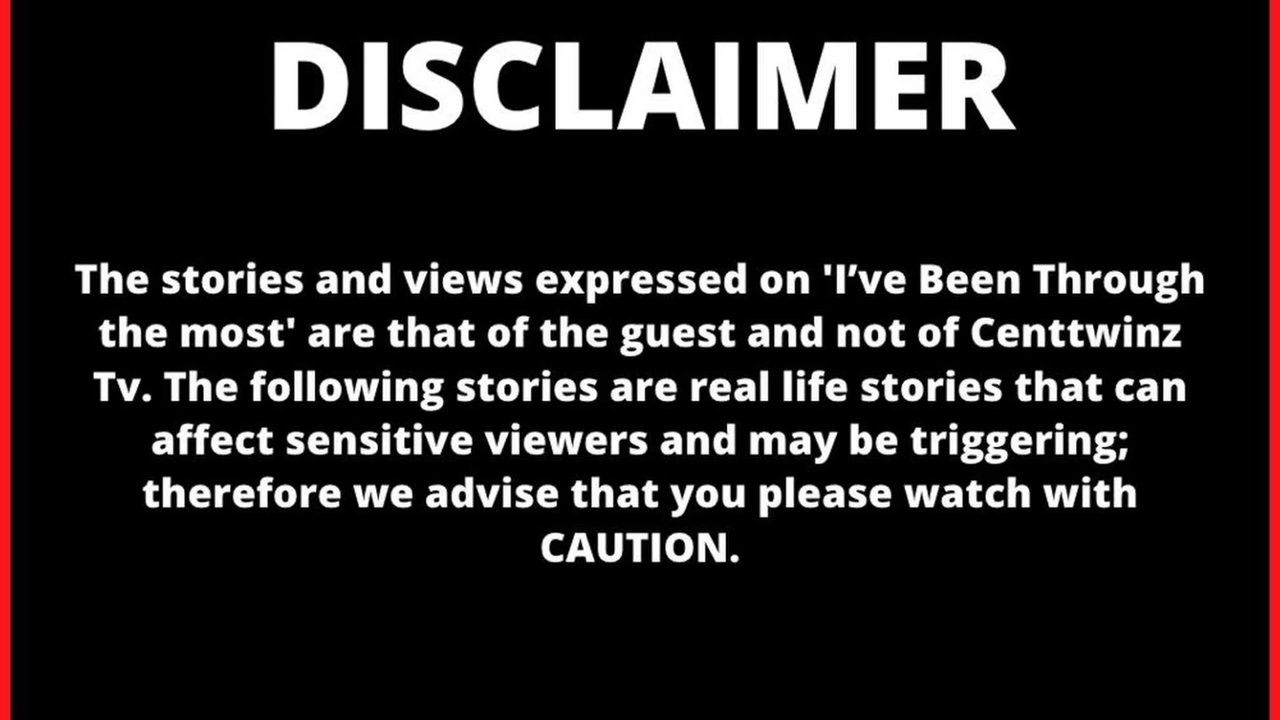 DISCLAIMER
The stories and views expressed on 'I’ve Been Through
the most' are that of the guest and not of Centtwinz
Tv. The following stories are real life stories that can
affect sensitive viewers and may be triggering;
therefore we advise that you please watch with
CAUTION.